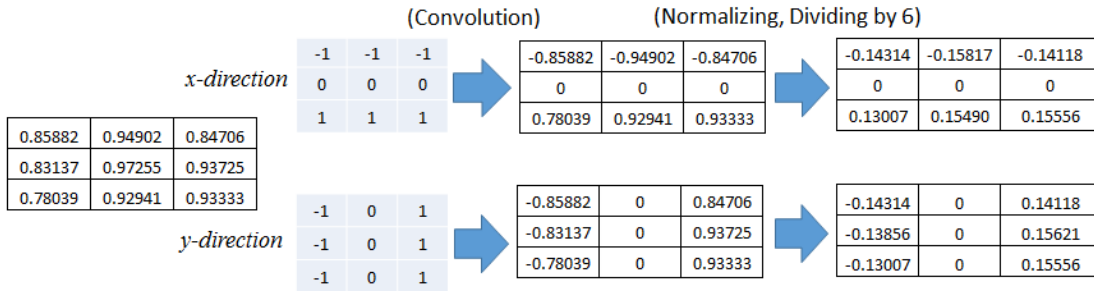 (Convolution) (Normalizing, Dividing by 6)
x-direction
-1 -1 -1
0 0 0
1 1 1
-0.85882 -0.94902 -0.84706
0 0 0
0.78039 0.92941 0.93333
-0.14314 -0.15817 -0.14118
0 0 0
0.13007 0.15490 0.15556
0.85882 0.94902 0.84706
0.83137 0.97255 0.93725
0.78039 0.92941 0.93333
y-direction
-1 0 1
-1 0 1
-1 0 1
-0.85882 0 0.84706
-0.83137 0 0.93725
-0.78039 0 0.93333
-0.14314 0 0.14118
-0.13856 0 0.15621
-0.13007 0 0.15556